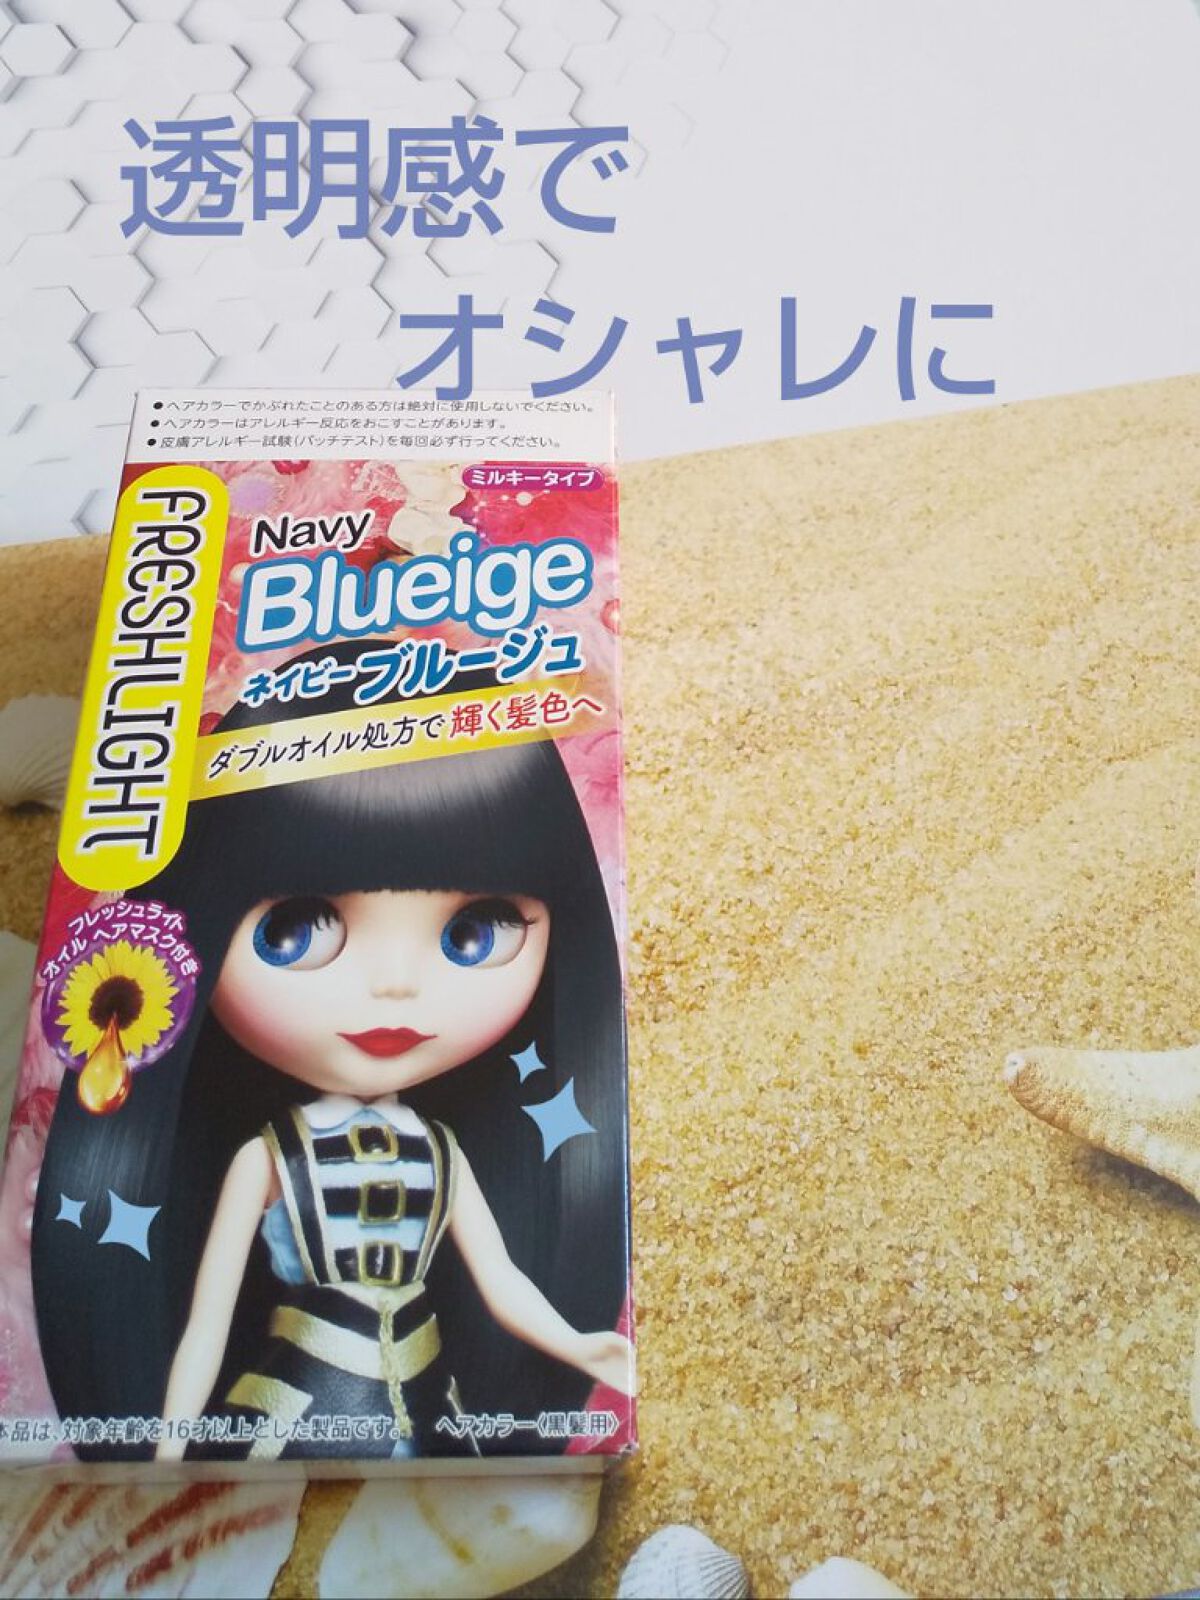 透明感で
オシャレに
●ヘアカラーでかぶれたことのある方は絶対に使用しないでください。
●ヘアカラーはアレルギー反応をおこすことがあります。
●皮膚アレルギー試験(パッチテスト)を毎回必ず行ってください。
ミルキータイプ
FRESHLIGHT
Navy
Blueige
ネイビーブルージュ
ダブルオイル処方で輝く髪色へ
フレッシュライト
オイル ヘアマスク付き
本品は、対象年齢を16才以上とした製品です。
ヘアカラー〈黒髪用〉